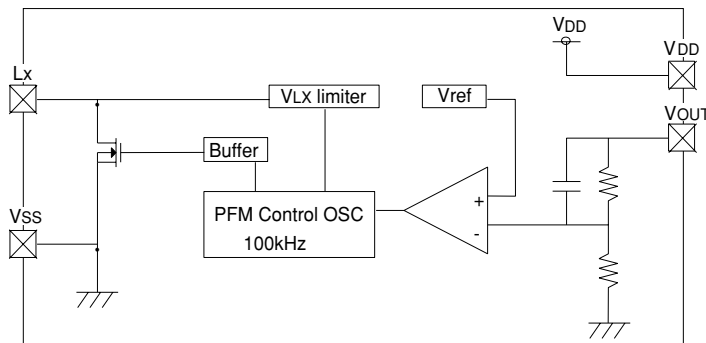 VDD
VDD
Lx
VLX limiter
Vref
VOUT
Buffer
+
PFM Control OSC
100kHz
-
VSS